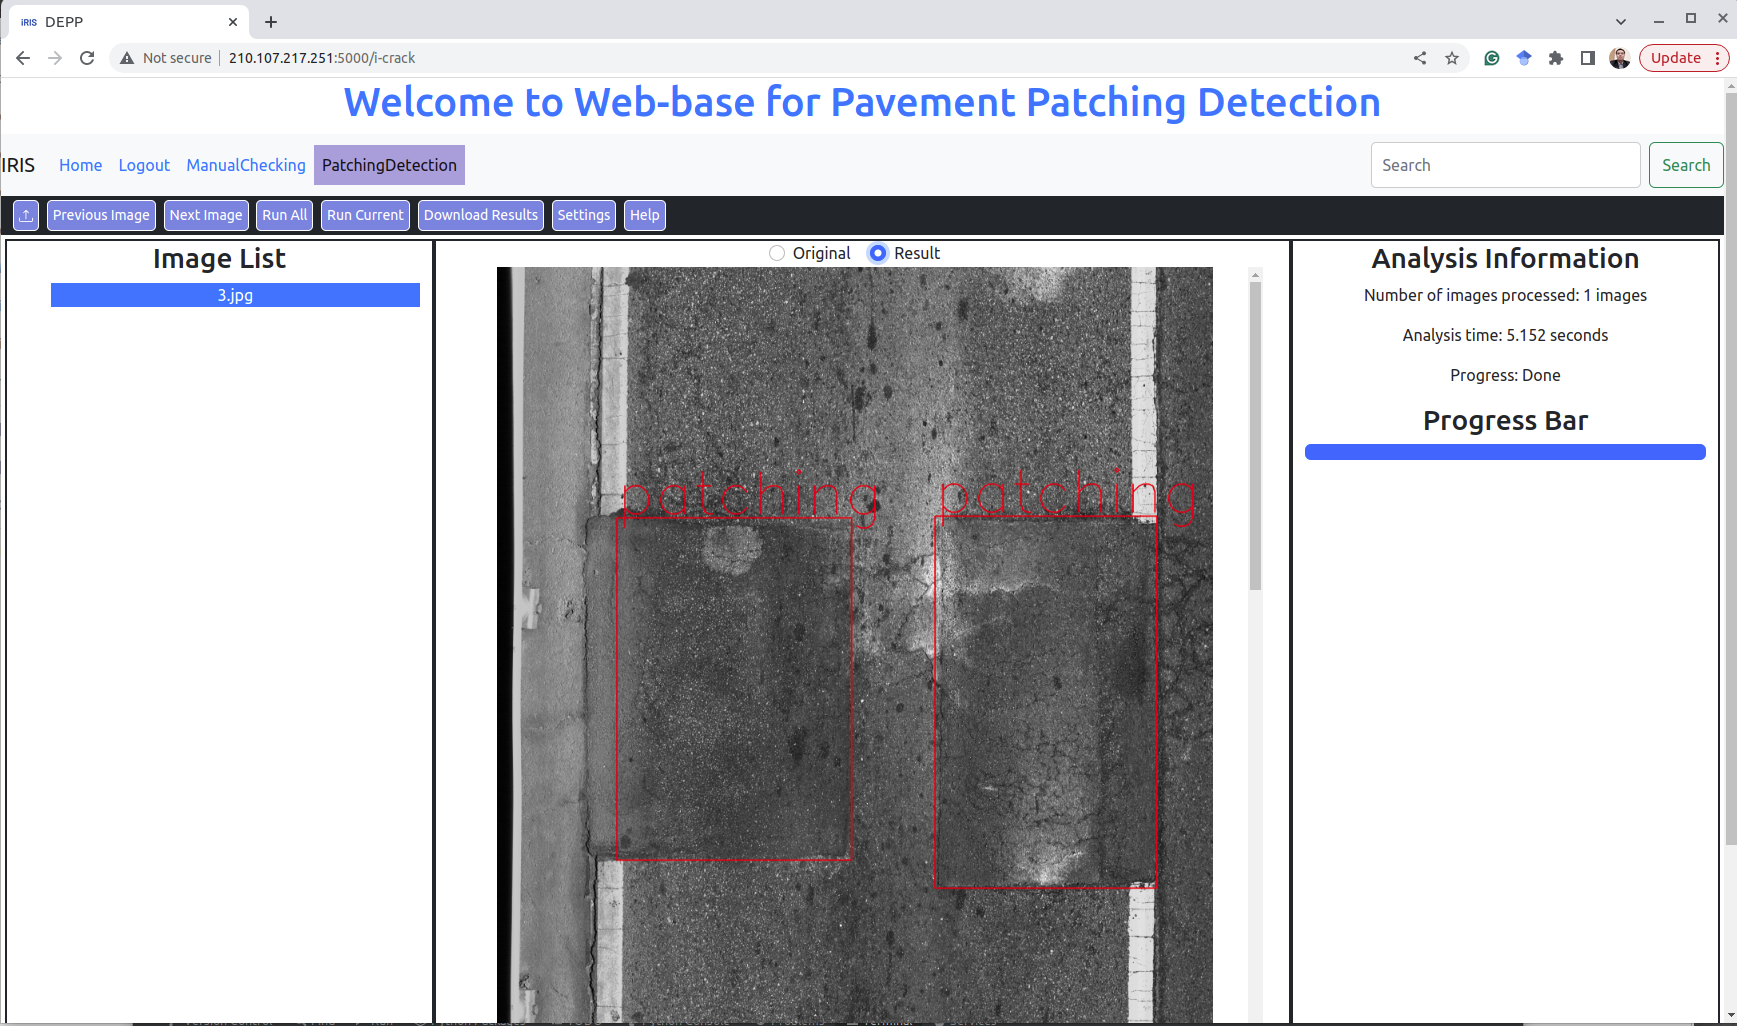 iRIS DEPP
Not secure 210.107.217.251:5000/i-crack
Update
Welcome to Web-base for Pavement Patching Detection
IRIS Home Logout ManualChecking PatchingDetection Search Search
Previous Image Next Image Run All Run Current Download Results Settings Help
Image List
3.jpg
Original Result
patching patching
Analysis Information
Number of images processed: 1 images
Analysis time: 5.152 seconds
Progress: Done
Progress Bar